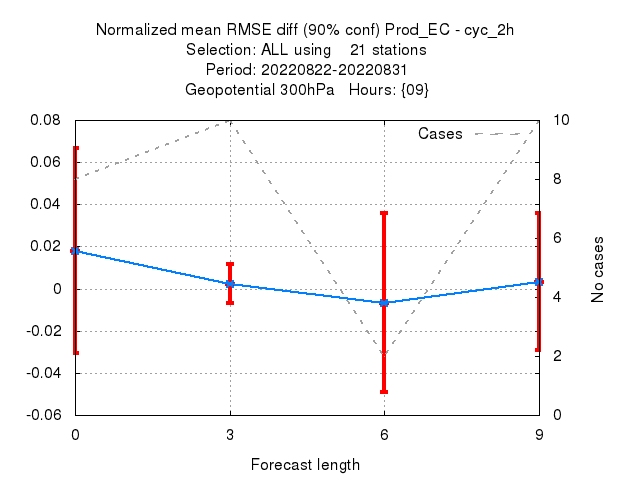 Normalized mean RMSE diff (90% conf) Prod_EC - cyc_2h
Selection: ALL using    21 stations
Period: 20220822-20220831
Geopotential 300hPa   Hours: {09}
Cases
0.08
0.06
0.04
0.02
0
-0.02
-0.04
-0.06
10
8
6
4
2
0
No cases
0 3 6 9
Forecast length